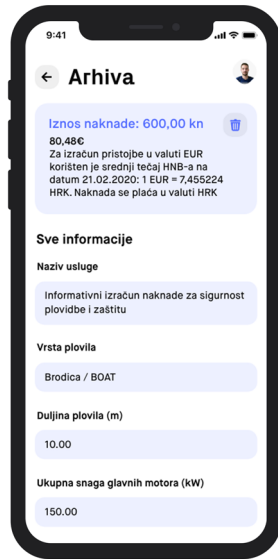 9:41
Arhiva
Iznos naknade: 600,00 kn
80,48€
Za izračun pristojbe u valuti EUR
korišten je srednji tečaj HNB-a na
datum 21.02.2020: 1 EUR = 7,455224
HRK. Naknada se plaća u valuti HRK
Sve informacije
Naziv usluge
Informativni izračun naknade za sigurnost
plovidbe i zaštitu
Vrsta plovila
Brodica / BOAT
Duljina plovila (m)
10.00
Ukupna snaga glavnih motora (kW)
150.00